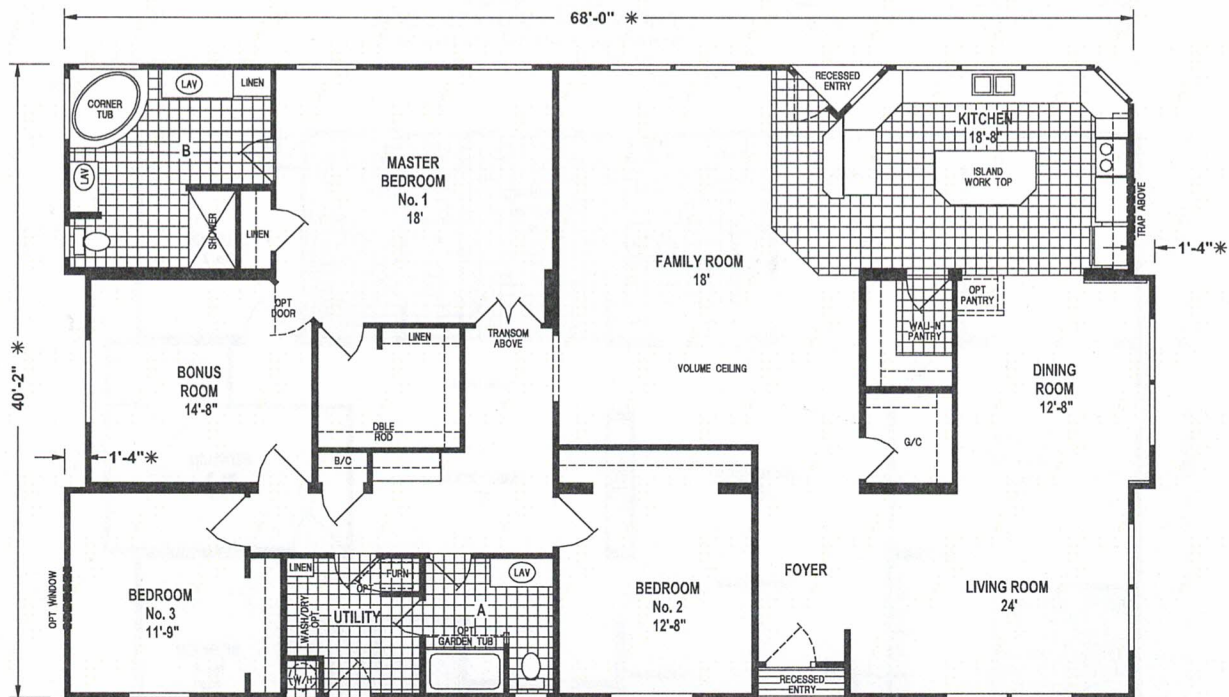 68'-0" ✳
40'-2" ✳
CORNER
TUB
LAV
LINEN
B
LAV
SHOWER
LINEN
MASTER
BEDROOM
No. 1
18'
FAMILY ROOM
18'
VOLUME CEILING
RECESSED
ENTRY
KITCHEN
18'-8"
ISLAND
WORK TOP
TRAP ABOVE
1'-4"✳
OPT
PANTRY
WALI-N
PANTRY
DINING
ROOM
12'-8"
G/C
OPT
DOOR
TRANSOM
ABOVE
LINEN
DBLE
ROD
B/C
BONUS
ROOM
14'-8"
1'-4"✳
OPT WINDOW
BEDROOM
No. 3
11'-9"
LINEN
WASH/DRY
OPT
UTILITY
OP
FURN
W/H
A
LAV
OPT
GARDEN TUB
BEDROOM
No. 2
12'-8"
FOYER
RECESSED
ENTRY
LIVING ROOM
24'